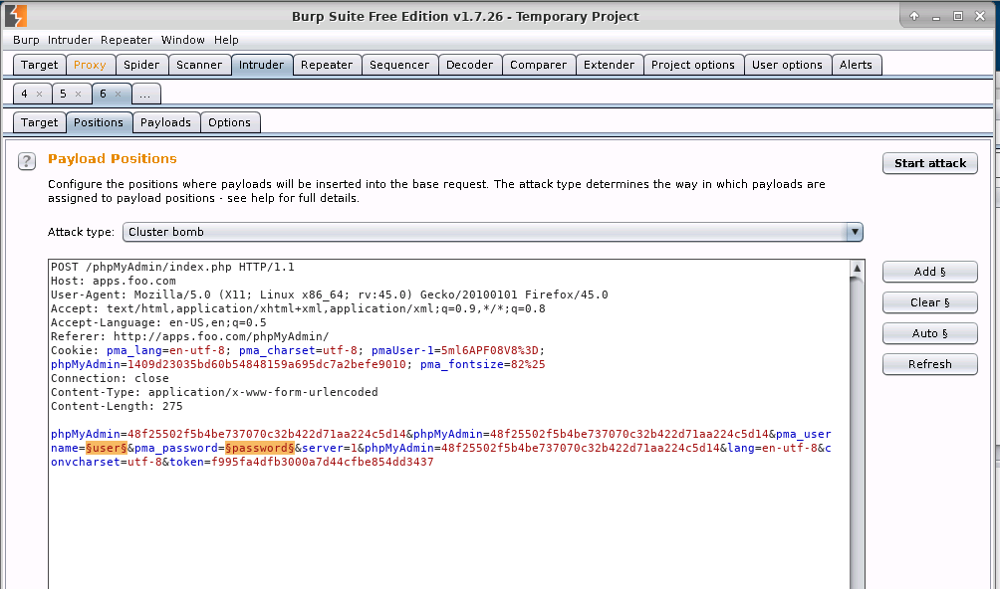 Burp Suite Free Edition v1.7.26 - Temporary Project
Burp Intruder Repeater Window Help
Target Proxy Spider Scanner Intruder Repeater Sequencer Decoder Comparer Extender Project options User options Alerts
4 × 5 × 6 × ...
Target Positions Payloads Options
? Payload Positions
Start attack
Configure the positions where payloads will be inserted into the base request. The attack type determines the way in which payloads are
assigned to payload positions - see help for full details.
Attack type: Cluster bomb
POST /phpMyAdmin/index.php HTTP/1.1
Host: apps.foo.com
User-Agent: Mozilla/5.0 (X11; Linux x86_64; rv:45.0) Gecko/20100101 Firefox/45.0
Accept: text/html,application/xhtml+xml,application/xml;q=0.9,*/*;q=0.8
Accept-Language: en-US,en;q=0.5
Referer: http://apps.foo.com/phpMyAdmin/
Cookie: pma_lang=en-utf-8; pma_charset=utf-8; pmaUser-1=5ml6APF08V8%3D;
phpMyAdmin=1409d23035bd60b54848159a695dc7a2befe9010; pma_fontsize=82%25
Connection: close
Content-Type: application/x-www-form-urlencoded
Content-Length: 275
phpMyAdmin=48f25502f5b4be737070c32b422d71aa224c5d14&phpMyAdmin=48f25502f5b4be737070c32b422d71aa224c5d14&pma_user
name=§user§&pma_password=§password§&server=1&phpMyAdmin=48f25502f5b4be737070c32b422d71aa224c5d14&lang=en-utf-8&c
onvcharset=utf-8&token=f995fa4dfb3000a7d44cfbe854dd3437
Add §
Clear §
Auto §
Refresh